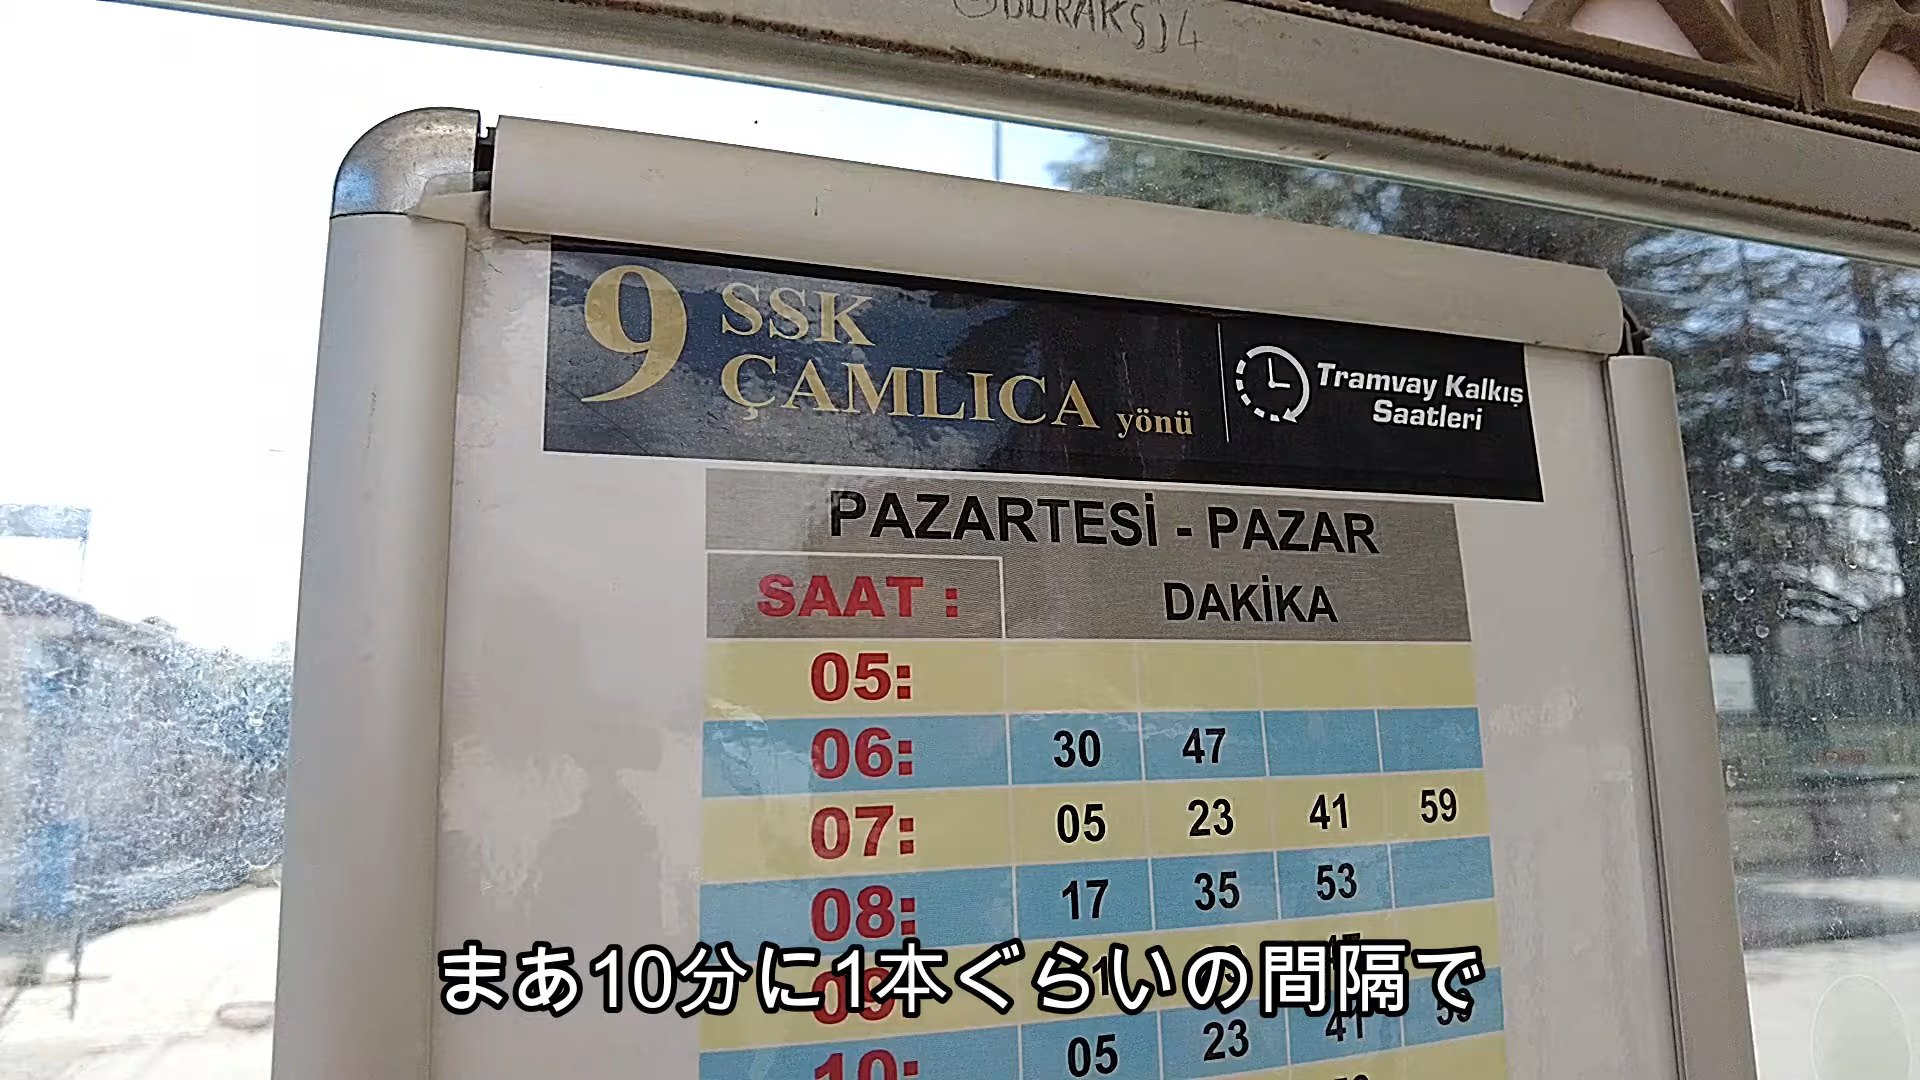 BURAKŞ
9 SSK
ÇAMLICA yönü
Tramvay Kalkış
Saatleri
PAZARTESİ - PAZAR
SAAT : DAKİKA
05:
06: 30 47
07: 05 23 41 59
08: 17 35 53
09:
まあ10分に1本ぐらいの間隔で
10: 05 23 41 59